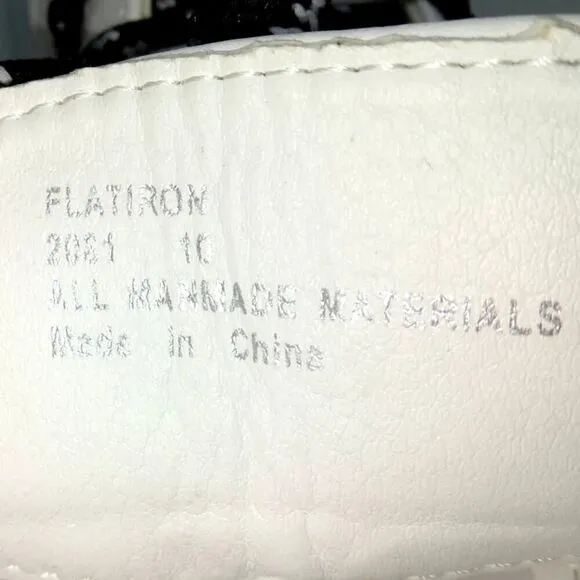 FLATIRON
2021 10
ALL MANMADE MATERIALS
Made in China